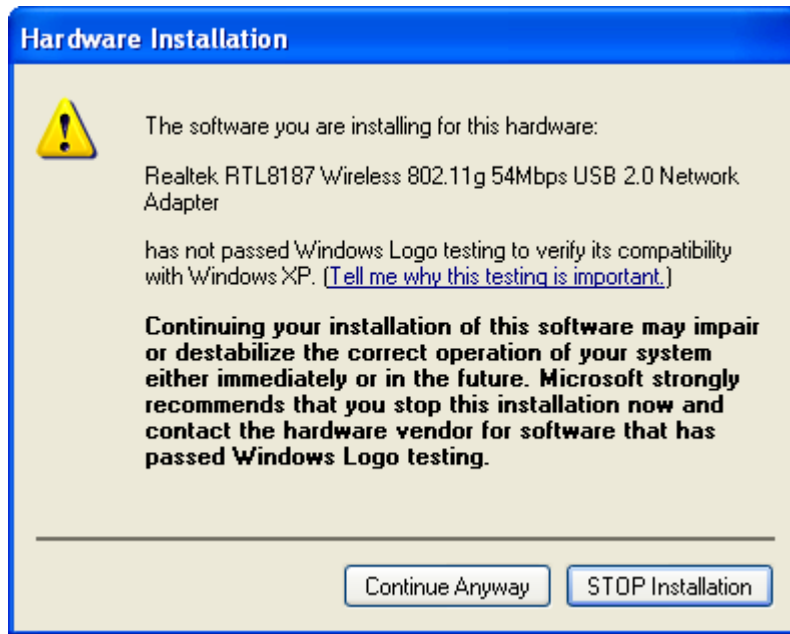 Hardware Installation
The software you are installing for this hardware:
Realtek RTL8187 Wireless 802.11g 54Mbps USB 2.0 Network
Adapter
has not passed Windows Logo testing to verify its compatibility
with Windows XP. (Tell me why this testing is important.)
Continuing your installation of this software may impair
or destabilize the correct operation of your system
either immediately or in the future. Microsoft strongly
recommends that you stop this installation now and
contact the hardware vendor for software that has
passed Windows Logo testing.
Continue Anyway STOP Installation